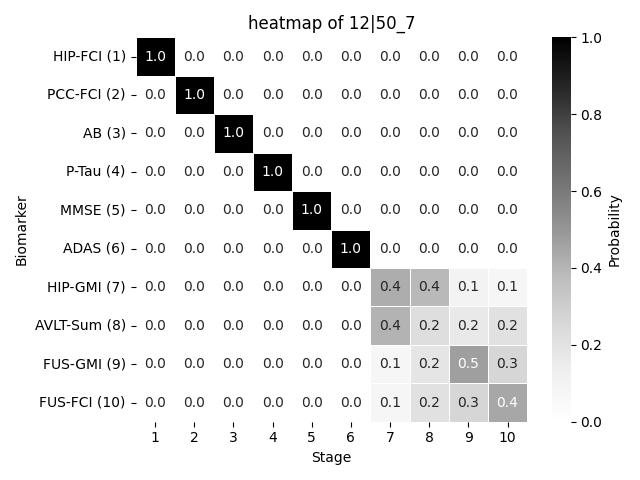 heatmap of 12|50_7
HIP-FCI (1) 1.0 0.0 0.0 0.0 0.0 0.0 0.0 0.0 0.0 0.0
PCC-FCI (2) 0.0 1.0 0.0 0.0 0.0 0.0 0.0 0.0 0.0 0.0
AB (3) 0.0 0.0 1.0 0.0 0.0 0.0 0.0 0.0 0.0 0.0
P-Tau (4) 0.0 0.0 0.0 1.0 0.0 0.0 0.0 0.0 0.0 0.0
MMSE (5) 0.0 0.0 0.0 0.0 1.0 0.0 0.0 0.0 0.0 0.0
ADAS (6) 0.0 0.0 0.0 0.0 0.0 1.0 0.0 0.0 0.0 0.0
HIP-GMI (7) 0.0 0.0 0.0 0.0 0.0 0.0 0.4 0.4 0.1 0.1
AVLT-Sum (8) 0.0 0.0 0.0 0.0 0.0 0.0 0.4 0.2 0.2 0.2
FUS-GMI (9) 0.0 0.0 0.0 0.0 0.0 0.0 0.1 0.2 0.5 0.3
FUS-FCI (10) 0.0 0.0 0.0 0.0 0.0 0.0 0.1 0.2 0.3 0.4
1 2 3 4 5 6 7 8 9 10
Stage
Biomarker
1.0
0.8
0.6
0.4
0.2
0.0
Probability